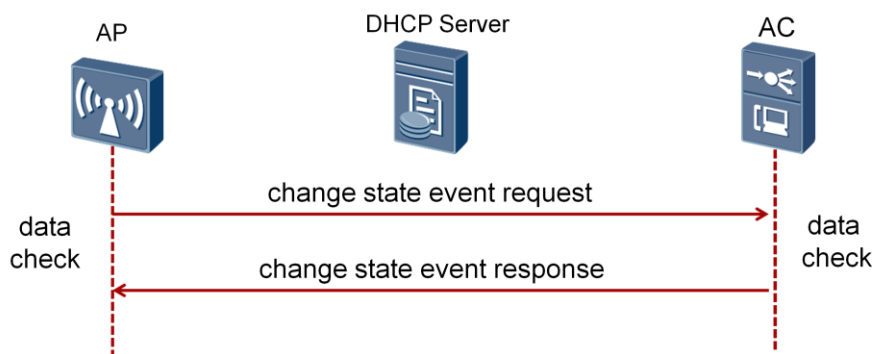 AP
DHCP Server
AC
change state event request
data
check
data
check
change state event response